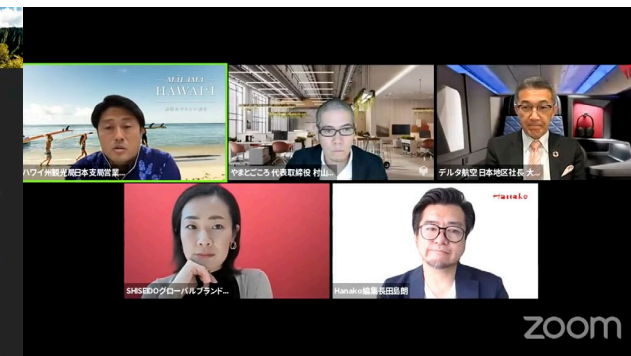 MALAMA
HAWAI'I
ハワイ州観光局日本支局営業...
やまとごころ 代表取締役 村山...
デルタ航空 日本地区社長 大...
Hanako
SHISEIDOグローバルブランド...
Hanako編集長田島朗
zoom